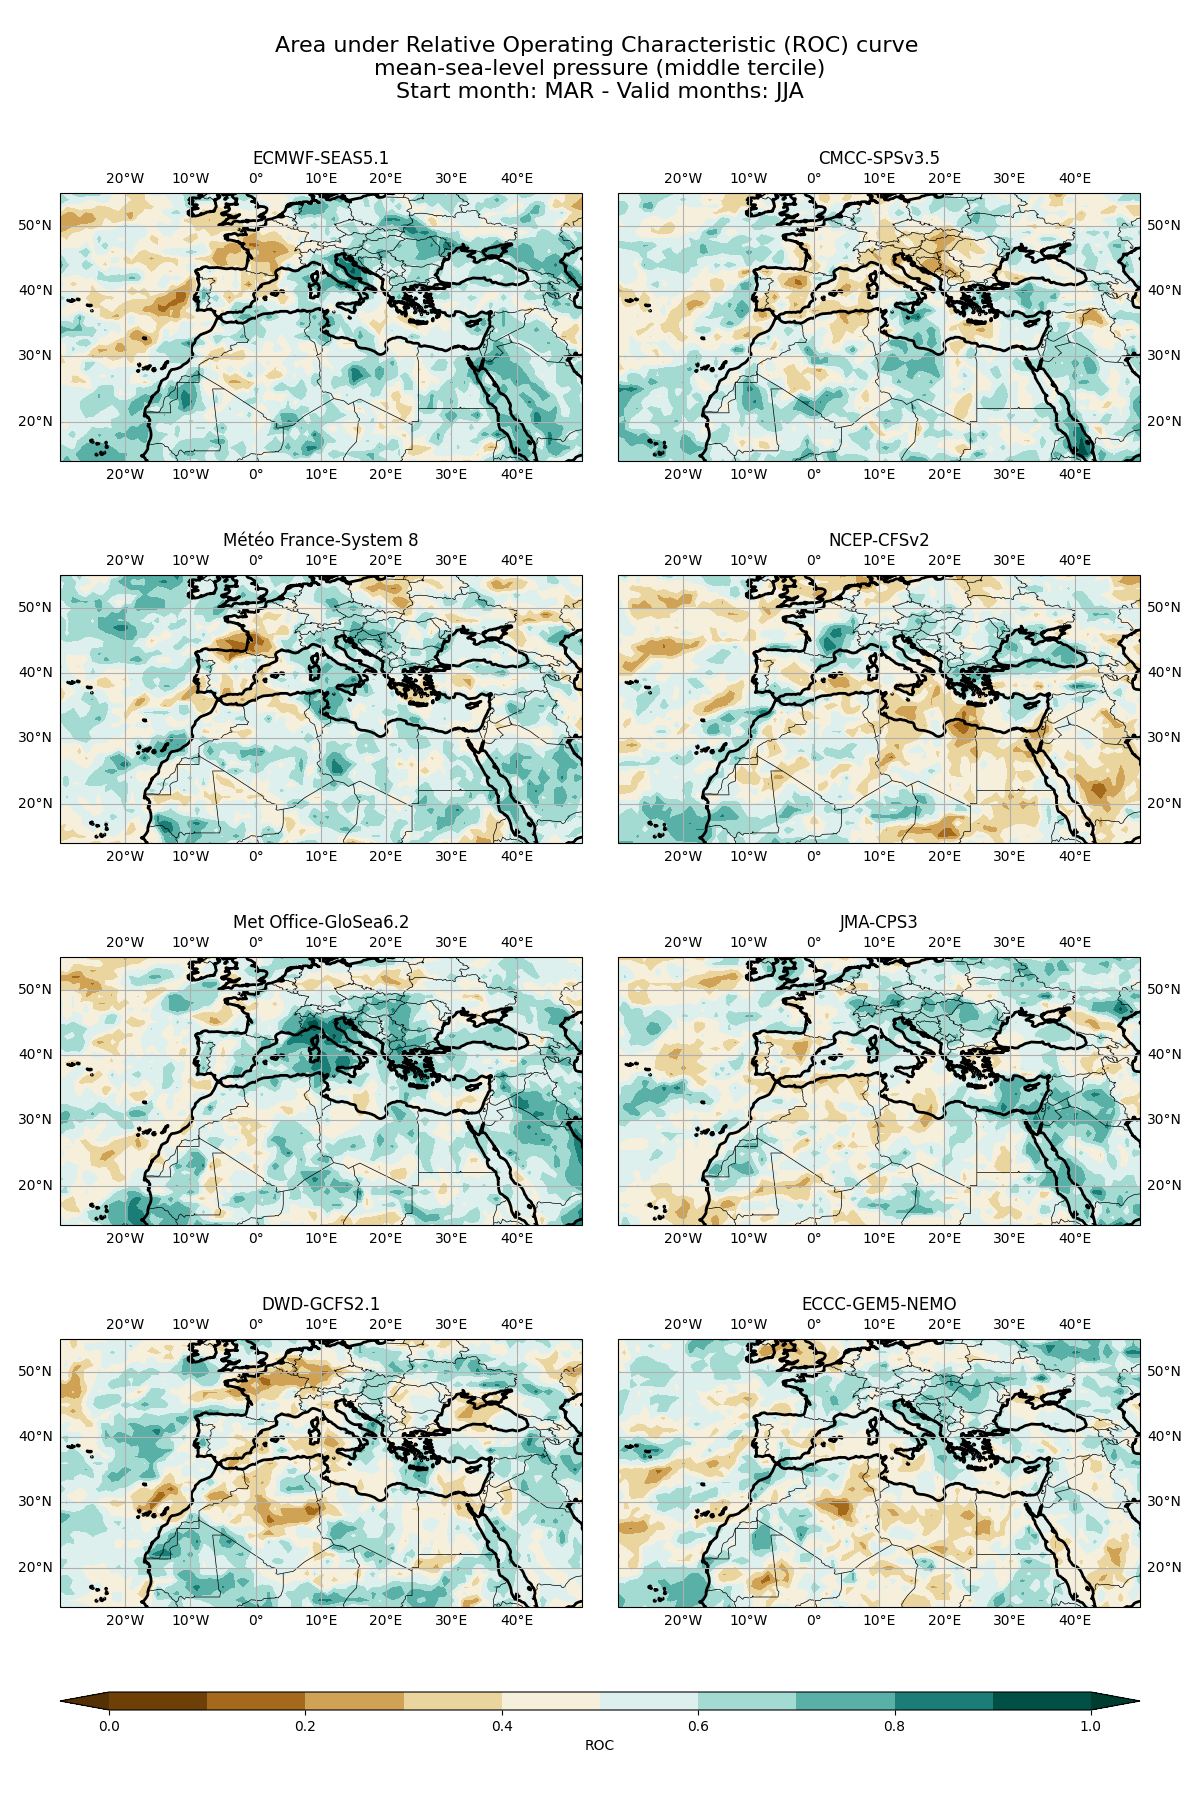 Area under Relative Operating Characteristic (ROC) curve
mean-sea-level pressure (middle tercile)
Start month: MAR - Valid months: JJA
ECMWF-SEAS5.1
20°W 10°W 0° 10°E 20°E 30°E 40°E
50°N
40°N
30°N
20°N
20°W 10°W 0° 10°E 20°E 30°E 40°E
CMCC-SPSv3.5
20°W 10°W 0° 10°E 20°E 30°E 40°E
50°N
40°N
30°N
20°N
20°W 10°W 0° 10°E 20°E 30°E 40°E
Météo France-System 8
20°W 10°W 0° 10°E 20°E 30°E 40°E
50°N
40°N
30°N
20°N
20°W 10°W 0° 10°E 20°E 30°E 40°E
NCEP-CFSv2
20°W 10°W 0° 10°E 20°E 30°E 40°E
50°N
40°N
30°N
20°N
20°W 10°W 0° 10°E 20°E 30°E 40°E
Met Office-GloSea6.2
20°W 10°W 0° 10°E 20°E 30°E 40°E
50°N
40°N
30°N
20°N
20°W 10°W 0° 10°E 20°E 30°E 40°E
JMA-CPS3
20°W 10°W 0° 10°E 20°E 30°E 40°E
50°N
40°N
30°N
20°N
20°W 10°W 0° 10°E 20°E 30°E 40°E
DWD-GCFS2.1
20°W 10°W 0° 10°E 20°E 30°E 40°E
50°N
40°N
30°N
20°N
20°W 10°W 0° 10°E 20°E 30°E 40°E
ECCC-GEM5-NEMO
20°W 10°W 0° 10°E 20°E 30°E 40°E
50°N
40°N
30°N
20°N
20°W 10°W 0° 10°E 20°E 30°E 40°E
0.0 0.2 0.4 0.6 0.8 1.0
ROC